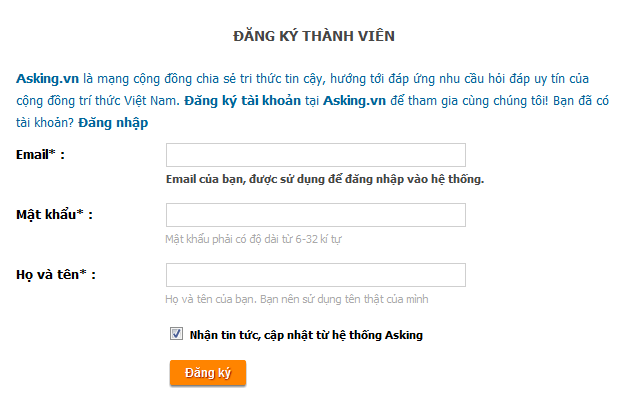 ĐĂNG KÝ THÀNH VIÊN
Asking.vn là mạng cộng đồng chia sẻ tri thức tin cậy, hướng tới đáp ứng nhu cầu hỏi đáp uy tín của
cộng đồng trí thức Việt Nam. Đăng ký tài khoản tại Asking.vn để tham gia cùng chúng tôi! Bạn đã có
tài khoản? Đăng nhập
Email* :
Email của bạn, được sử dụng để đăng nhập vào hệ thống.
Mật khẩu* :
Mật khẩu phải có độ dài từ 6-32 kí tự
Họ và tên* :
Họ và tên của bạn. Bạn nên sử dụng tên thật của mình
Nhận tin tức, cập nhật từ hệ thống Asking
Đăng ký